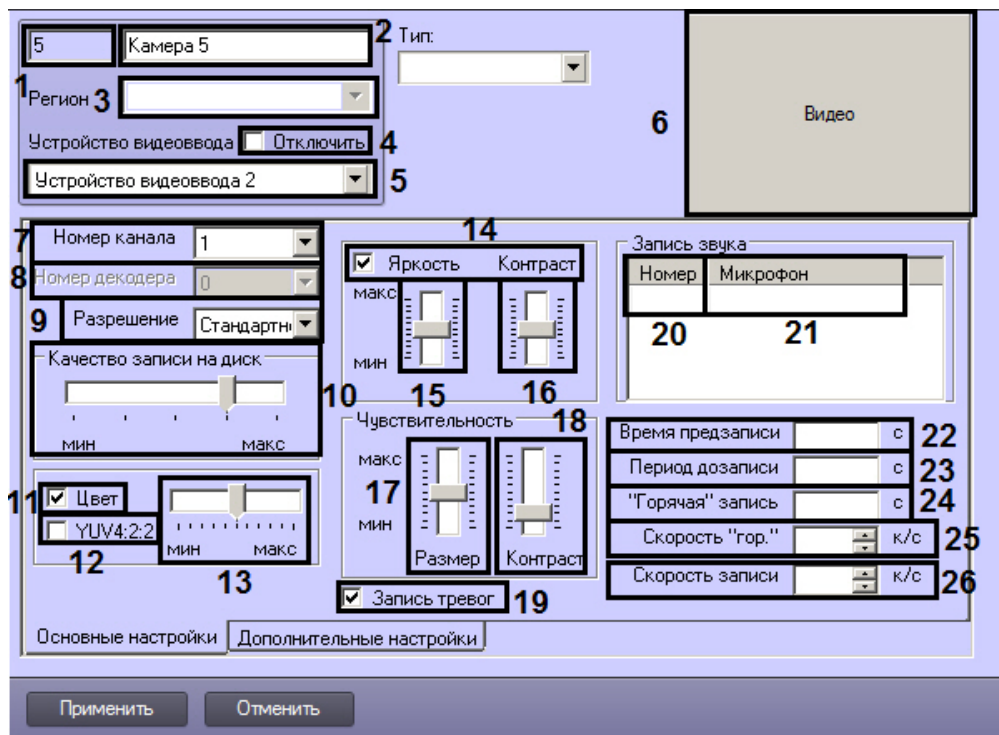 5 Камера 5 2 Тип:
1 Регион 3
6 Видео
Устройство видеоввода Отключить 4
Устройство видеоввода 2 5
7 Номер канала 1
14
8 Номер декодера 0
Яркость Контраст
9 Разрешение Стандартн
макс
мин
15 16
Запись звука
Номер Микрофон
20 21
Качество записи на диск
мин макс
10
Чувствительность 18
макс
17
мин
Размер Контраст
11 Цвет
YUV4:2:2
12
мин макс
13
Запись тревог 19
Время предзаписи с 22
Период дозаписи с 23
"Горячая" запись с 24
Скорость "гор." к/с 25
Скорость записи к/с 26
Основные настройки Дополнительные настройки
Применить Отменить